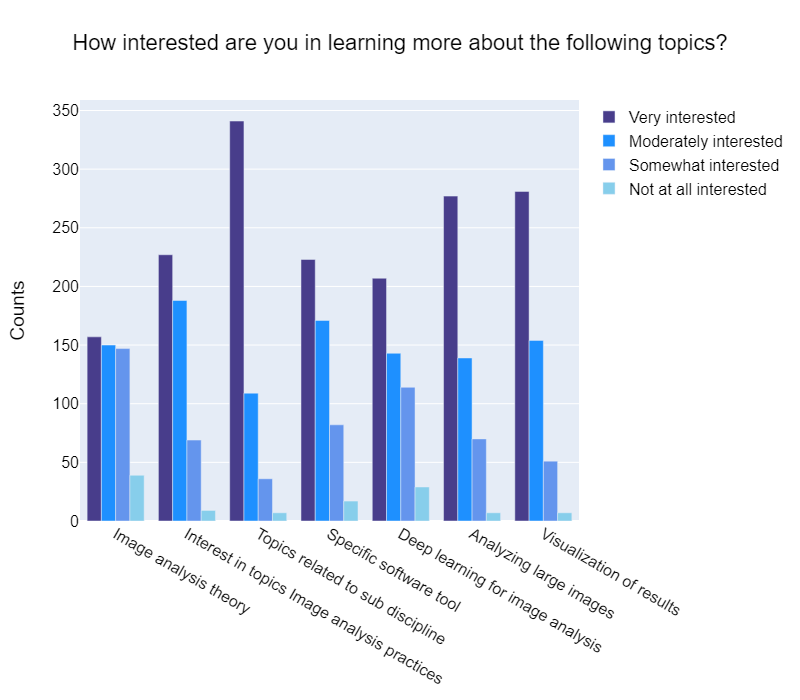 How interested are you in learning more about the following topics?
Very interested
Moderately interested
Somewhat interested
Not at all interested
Counts
350
300
250
200
150
100
50
0
Image analysis theory
Interest in topics Image analysis practices
Topics related to sub discipline
Specific software tool
Deep learning for image analysis
Analyzing large images
Visualization of results